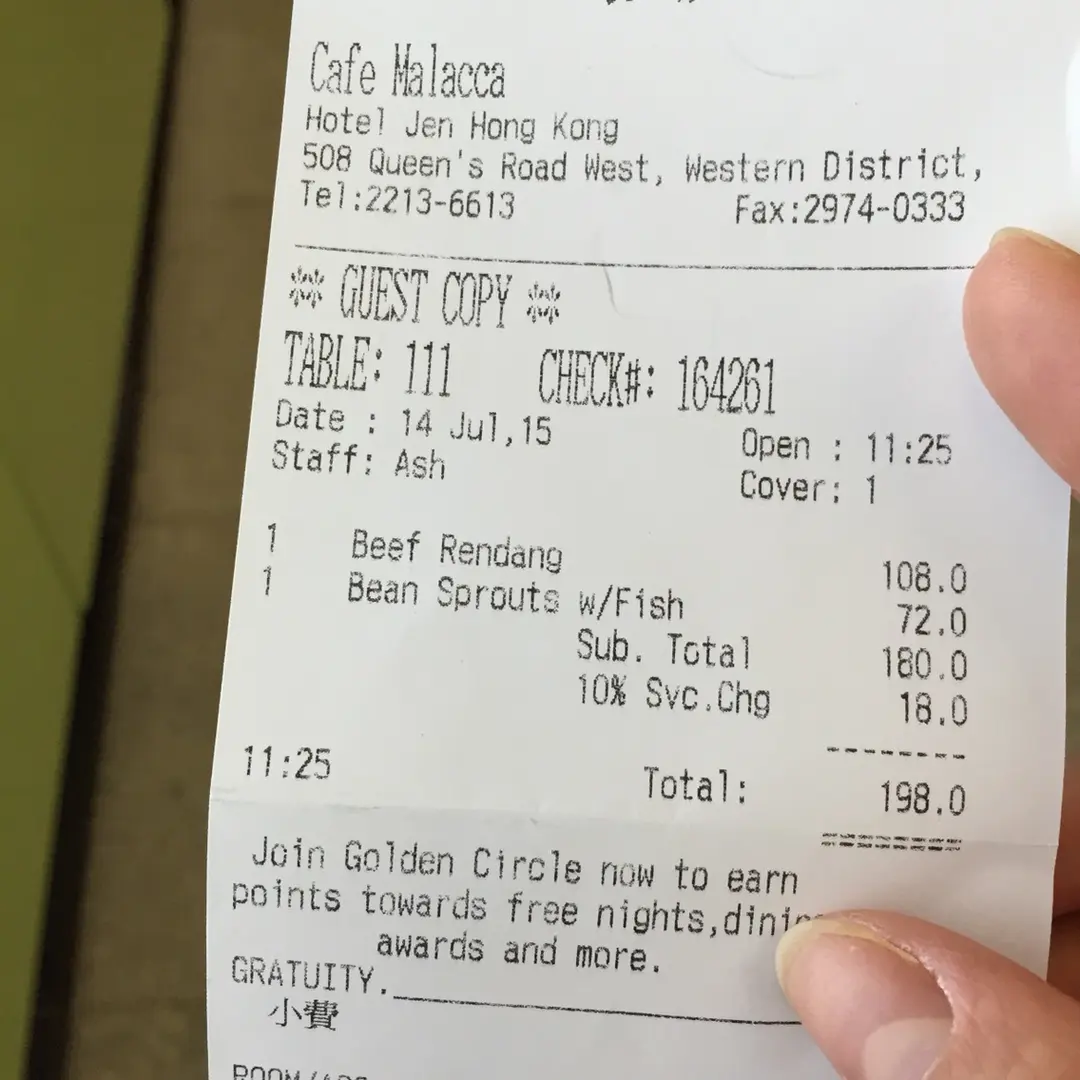 Cafe Malacca
Hotel Jen Hong Kong
508 Queen's Road West, Western District,
Tel:2213-6613 Fax:2974-0333
** GUEST COPY **
TABLE: 111 CHECK#: 164261
Date : 14 Jul,15 Open : 11:25
Staff: Ash Cover: 1
1 Beef Rendang 108.0
1 Bean Sprouts w/Fish 72.0
Sub. Total 180.0
10% Svc.Chg 18.0
11:25 Total: 198.0
Join Golden Circle now to earn
points towards free nights,dining
awards and more.
GRATUITY.
小費